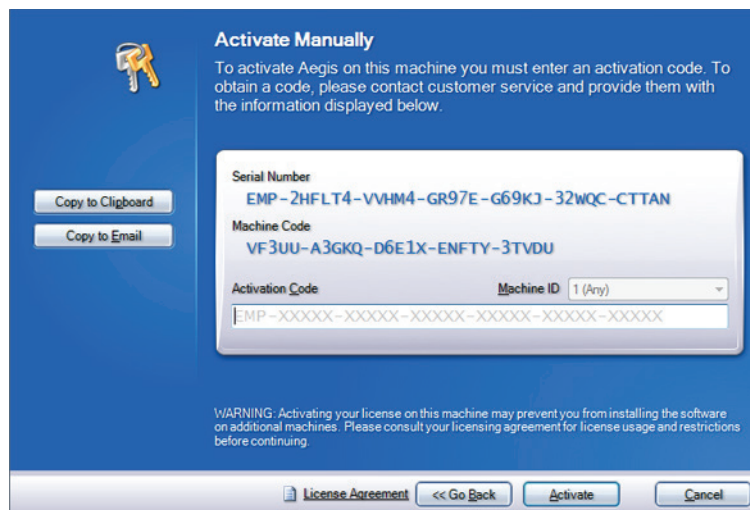 Activate Manually
To activate Aegis on this machine you must enter an activation code. To
obtain a code, please contact customer service and provide them with
the information displayed below.
Copy to Clipboard
Copy to Email
Serial Number
EMP-2HFLT4-VVHM4-GR97E-G69KJ-32WQC-CTTAN
Machine Code
VF3UU-A3GKQ-D6E1X-ENFTY-3TVDU
Activation Code
Machine ID
1 (Any)
EMP-XXXXX-XXXXX-XXXXX-XXXXX-XXXXX-XXXXX
WARNING: Activating your license on this machine may prevent you from installing the software
on additional machines. Please consult your licensing agreement for license usage and restrictions
before continuing.
License Agreement
<< Go Back
Activate
Cancel